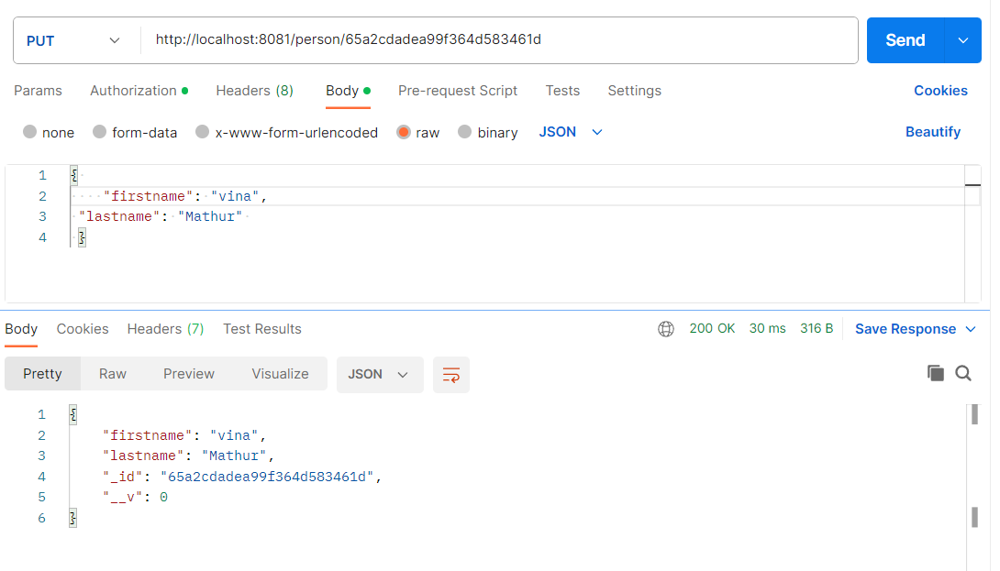 PUT http://localhost:8081/person/65a2cdadea99f364d583461d Send
Params Authorization Headers (8) Body Pre-request Script Tests Settings Cookies
none form-data x-www-form-urlencoded raw binary JSON Beautify
1 {
2 "firstname": "vina",
3 "lastname": "Mathur"
4 }
Body Cookies Headers (7) Test Results 200 OK 30 ms 316 B Save Response
Pretty Raw Preview Visualize JSON
1 {
2 "firstname": "vina",
3 "lastname": "Mathur",
4 "_id": "65a2cdadea99f364d583461d",
5 "__v": 0
6 }